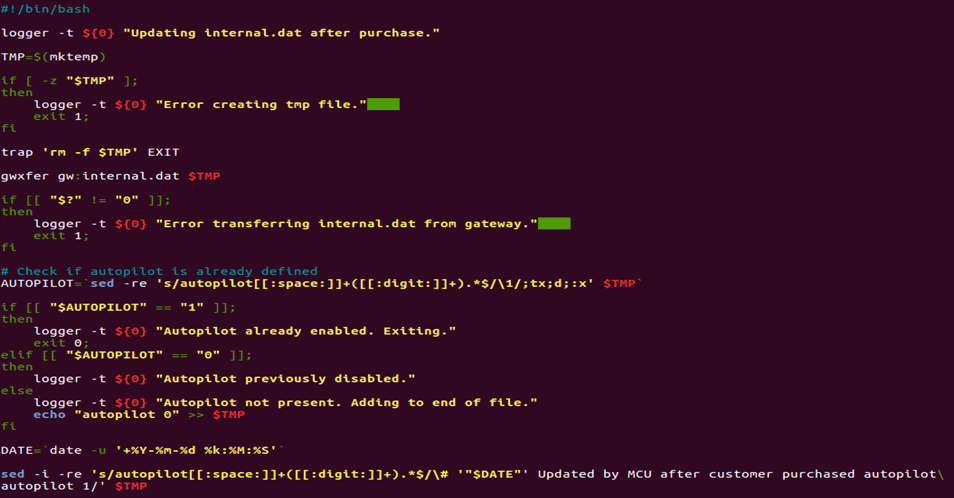 #!/bin/bash
logger -t ${0} "Updating internal.dat after purchase."
TMP=$(mktemp)
if [ -z "$TMP" ];
then
    logger -t ${0} "Error creating tmp file."
    exit 1;
fi
trap 'rm -f $TMP' EXIT
gwxfer gw:internal.dat $TMP
if [[ "$?" != "0" ]];
then
    logger -t ${0} "Error transferring internal.dat from gateway."
    exit 1;
fi
# Check if autopilot is already defined
AUTOPILOT=`sed -re 's/autopilot[[:space:]]+([[:digit:]]+).*$/\1/;tx;d;:x' $TMP`
if [[ "$AUTOPILOT" == "1" ]];
then
    logger -t ${0} "Autopilot already enabled. Exiting."
    exit 0;
elif [[ "$AUTOPILOT" == "0" ]];
then
    logger -t ${0} "Autopilot previously disabled."
else
    logger -t ${0} "Autopilot not present. Adding to end of file."
    echo "autopilot 0" >> $TMP
fi
DATE=`date -u '+%Y-%m-%d %k:%M:%S'`
sed -i -re 's/autopilot[[:space:]]+([[:digit:]]+).*$/\# '"$DATE"' Updated by MCU after customer purchased autopilot\
autopilot 1/' $TMP